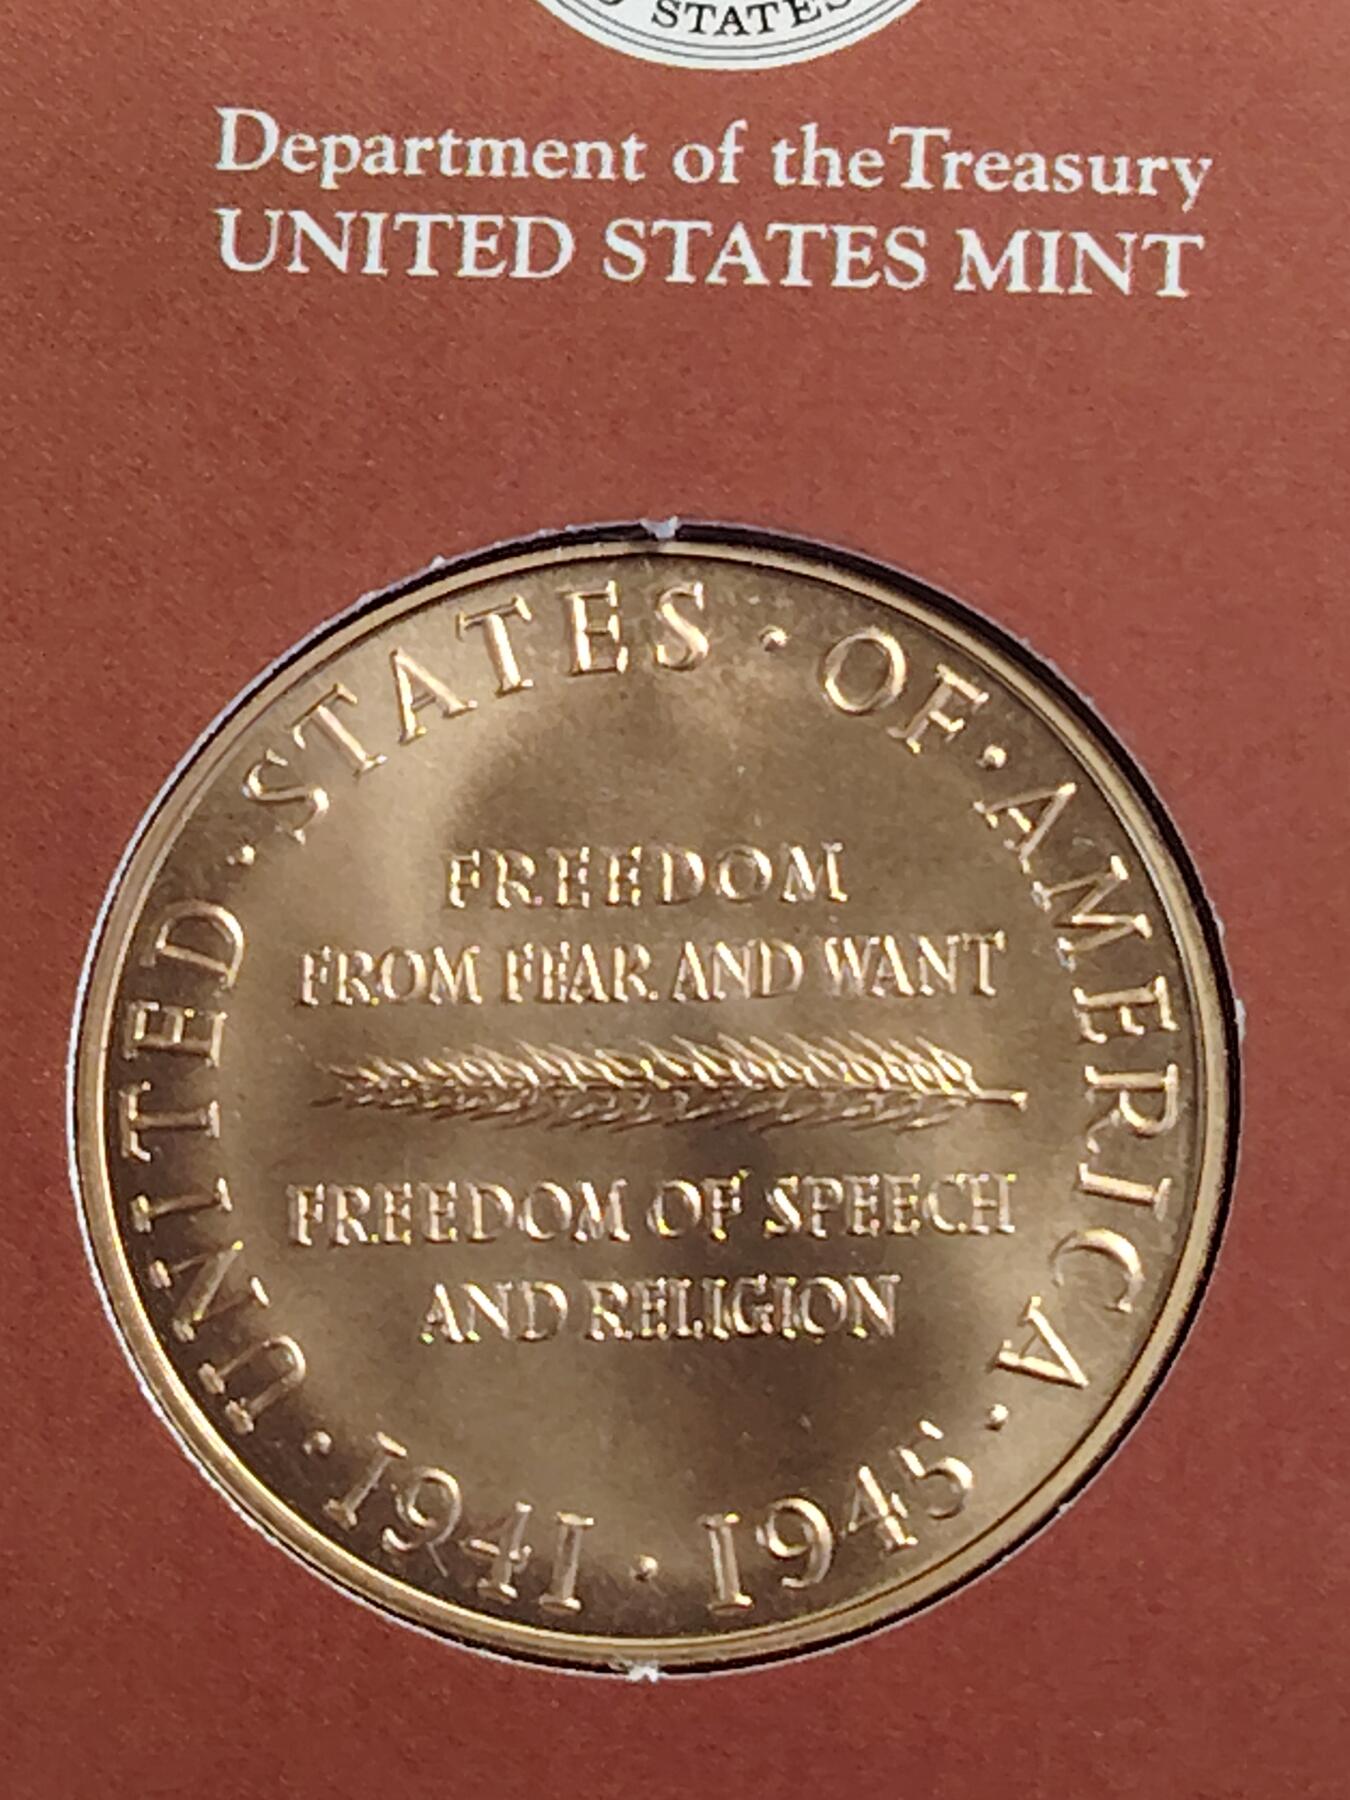 STATES
Department of the Treasury
UNITED STATES MINT
UNITED · STATES · OF · AMERICA
FREEDOM
FROM FEAR AND WANT
FREEDOM OF SPEECH
AND RELIGION
· 1941 · 1945 ·